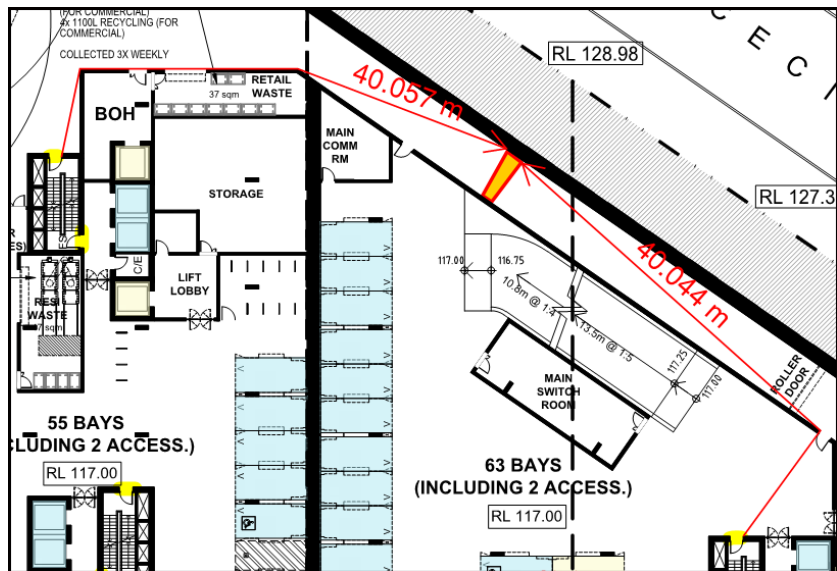 (FOR COMMERCIAL)
4x 1100L RECYCLING (FOR
COMMERCIAL)
COLLECTED 3X WEEKLY
RETAIL
WASTE
37 sqm
BOH
MAIN
COMM
RM
STORAGE
C/E
LIFT
LOBBY
RESI
WASTE
55 BAYS
CLUDING 2 ACCESS.)
RL 117.00
40.057 m
RL 128.98
C E C I
RL 127.3
117.00
116.75
10.8m @ 1:4
13.5m @ 1:5
40.044 m
117.25
117.00
ROLLER
DOOR
MAIN
SWITCH
ROOM
63 BAYS
(INCLUDING 2 ACCESS.)
RL 117.00